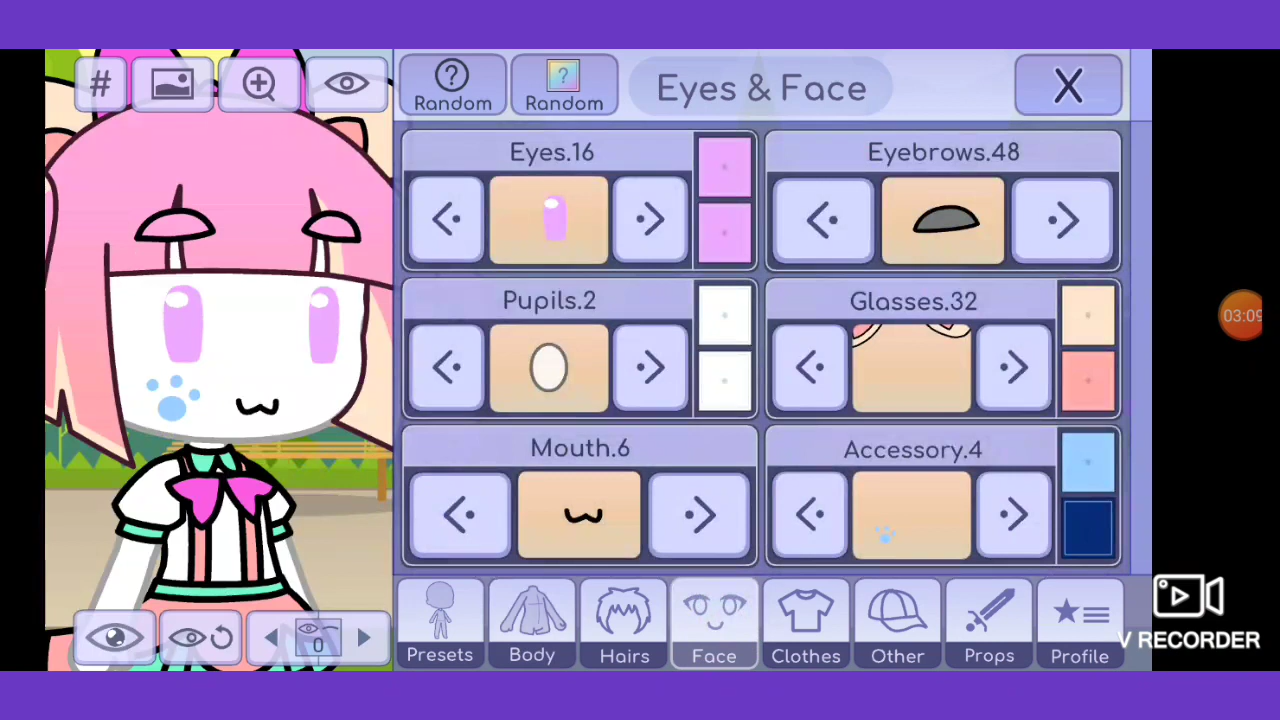 #
? Random
? Random
Eyes & Face
X
Eyes.16
Eyebrows.48
Pupils.2
Glasses.32
Mouth.6
Accessory.4
03:09
0
Presets
Body
Hairs
Face
Clothes
Other
Props
Profile
V RECORDER